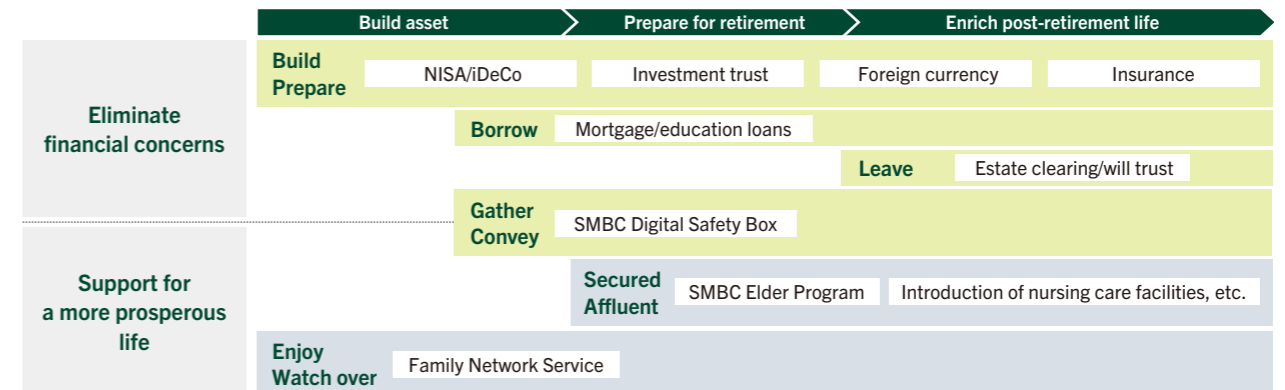 Build asset
Prepare for retirement
Enrich post-retirement life
Eliminate
financial concerns
Build
Prepare
NISA/iDeCo
Investment trust
Foreign currency
Insurance
Borrow
Mortgage/education loans
Leave
Estate clearing/will trust
Gather
Convey
SMBC Digital Safety Box
Support for
a more prosperous
life
Secured
Affluent
SMBC Elder Program
Introduction of nursing care facilities, etc.
Enjoy
Watch over
Family Network Service